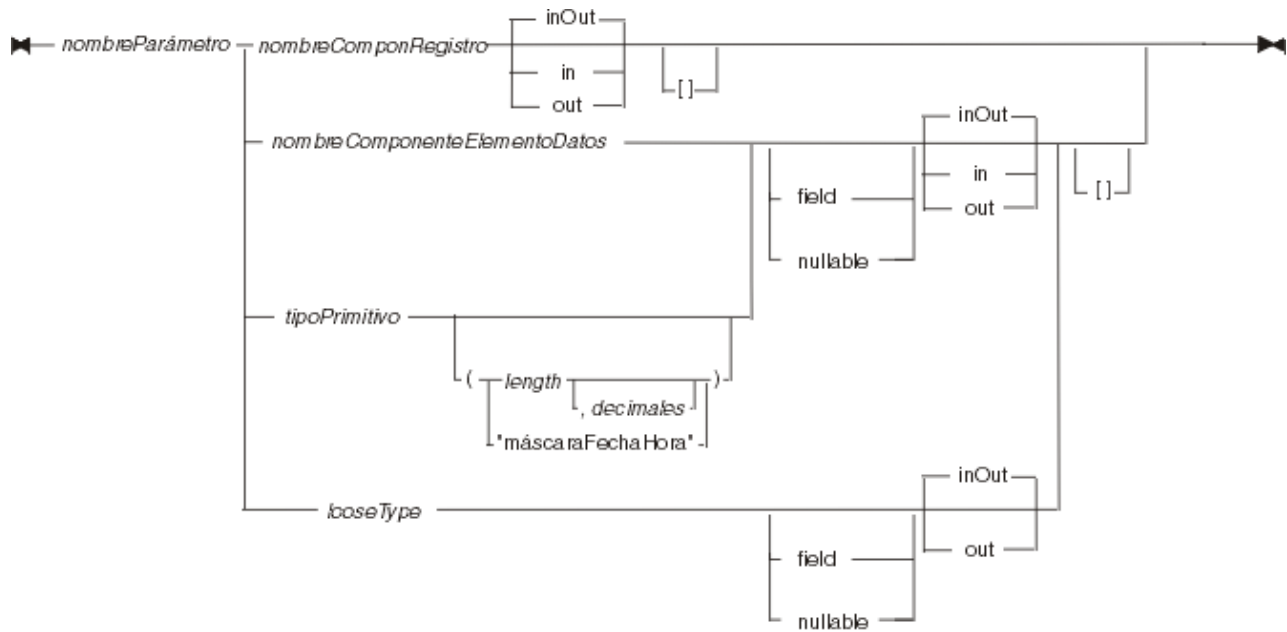 inOut
nombreParámetro nombreComponRegistro
in
[ ]
out
inOut
nombreComponenteElementoDatos
in
[ ]
field
out
nullable
tipoPrimitivo
( length )
, decimales
"máscaraFechaHora"
inOut
looseType
out
field
nullable